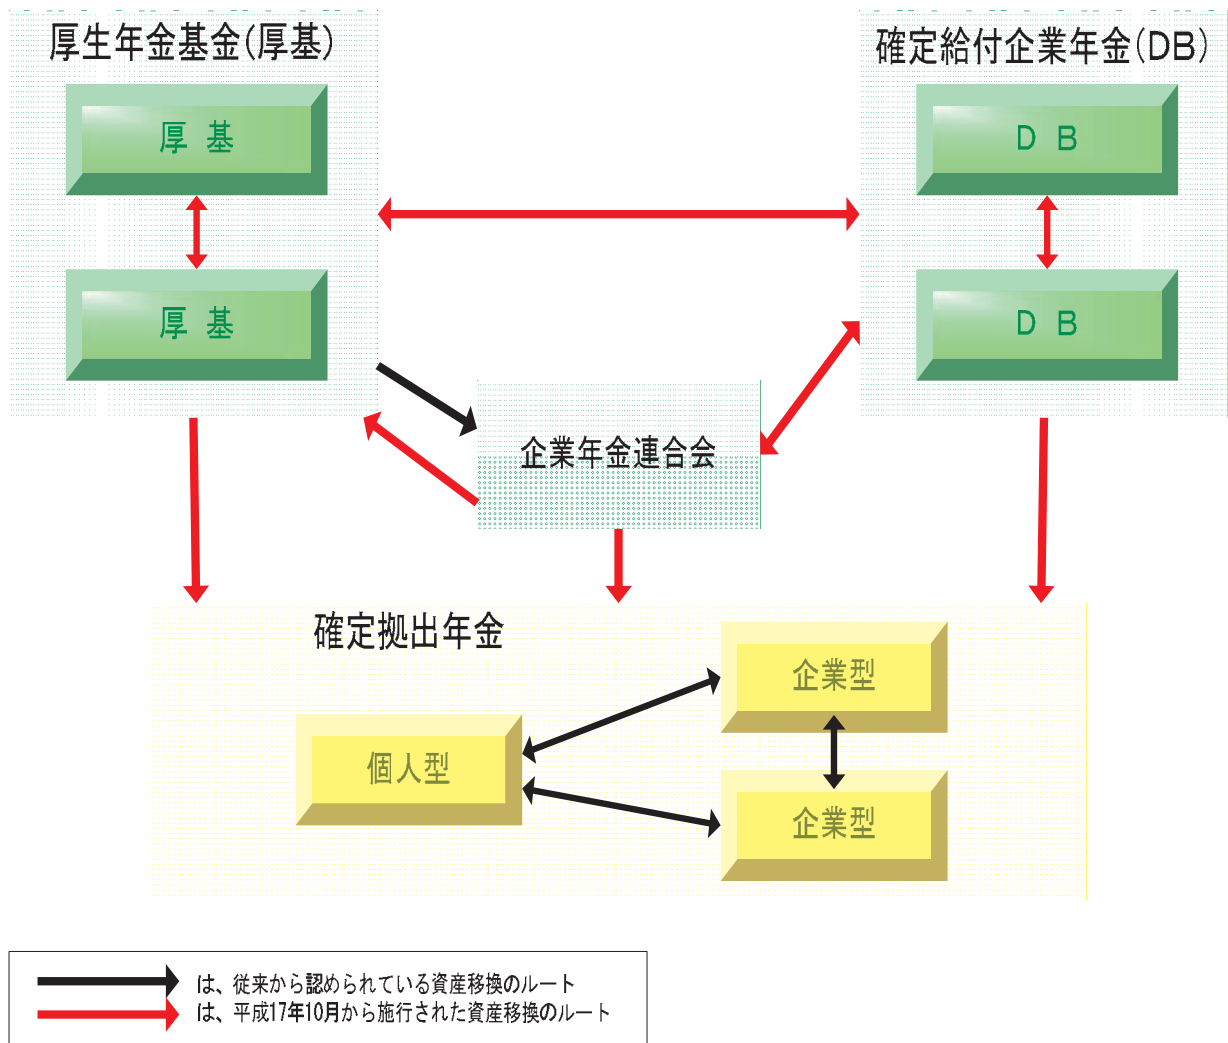 厚生年金基金(厚基)
確定給付企業年金(DB)
厚 基
D B
厚 基
D B
企業年金連合会
確定拠出年金
企業型
個人型
企業型
は、従来から認められている資産移換のルート
は、平成17年10月から施行された資産移換のルート